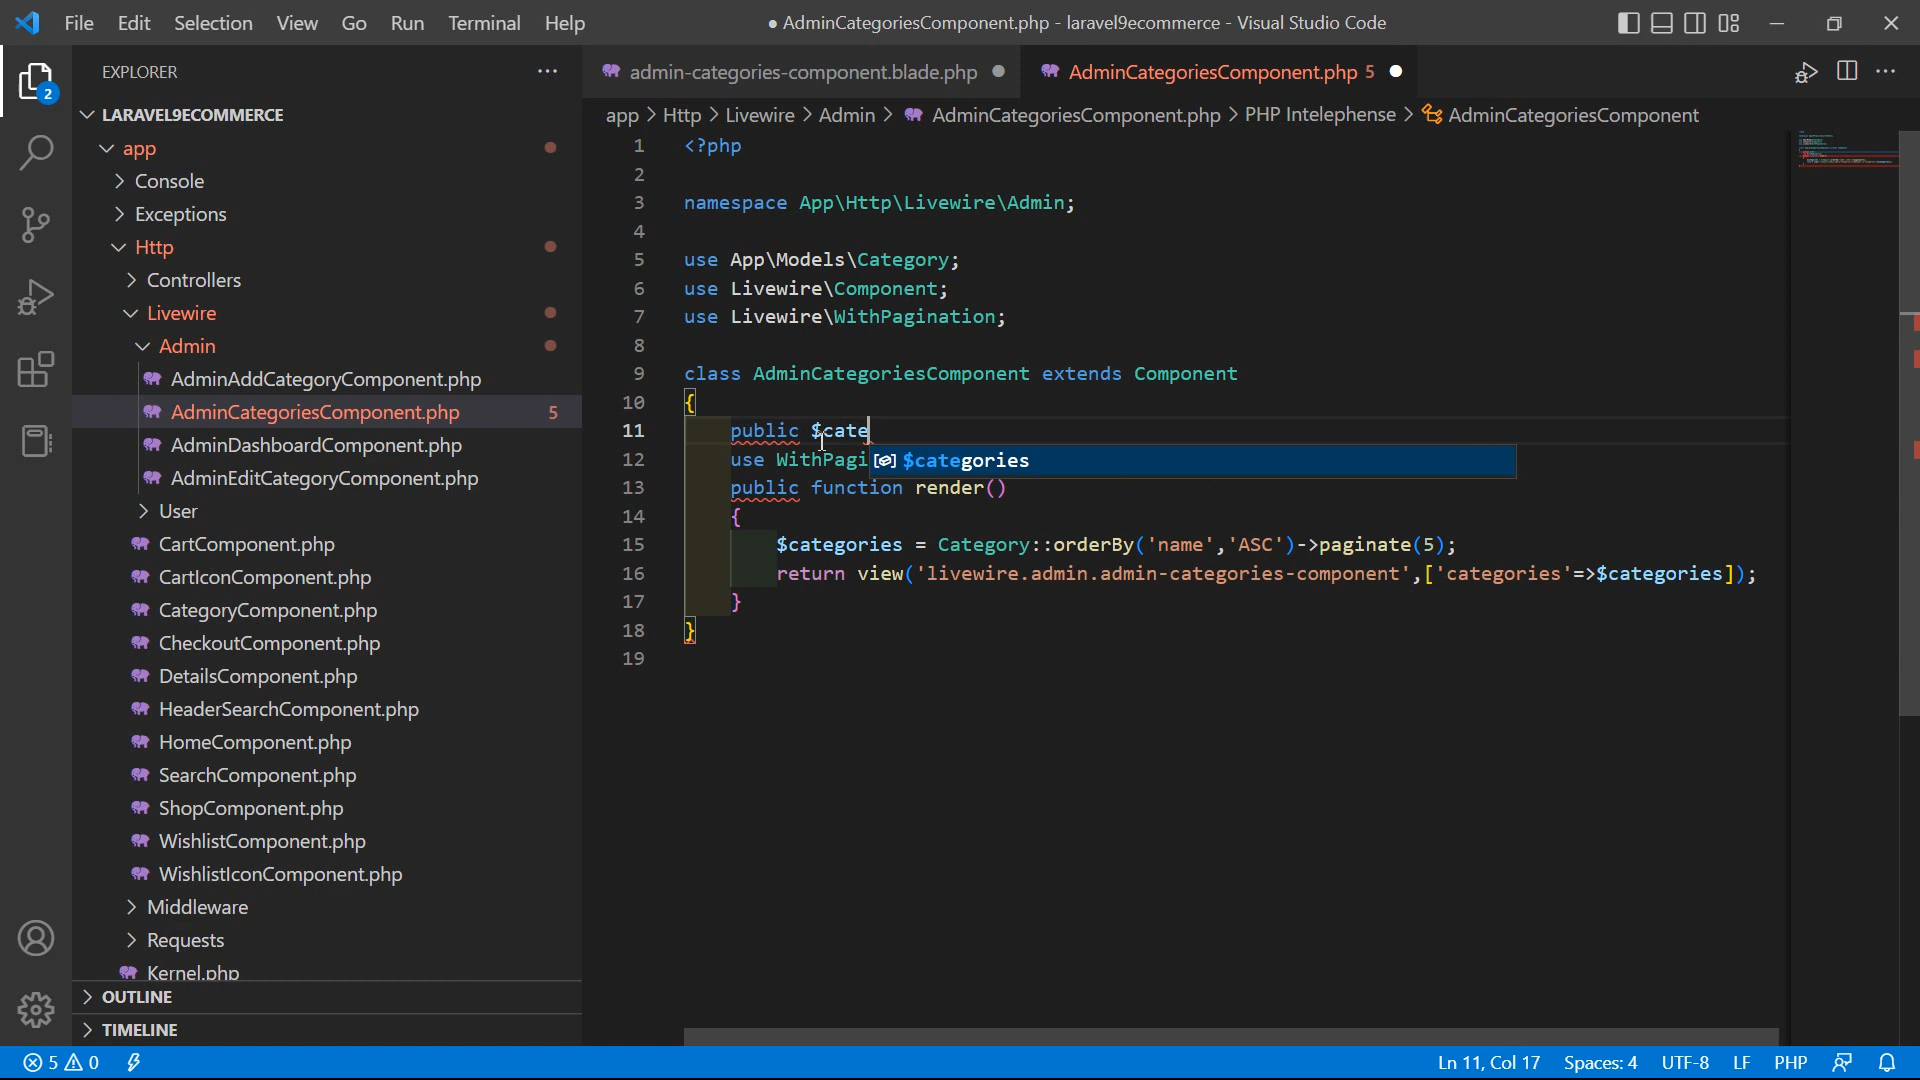 File Edit Selection View Go Run Terminal Help
● AdminCategoriesComponent.php - laravel9ecommerce - Visual Studio Code
EXPLORER
LARAVEL9ECOMMERCE
app
Console
Exceptions
Http
Controllers
Livewire
Admin
AdminAddCategoryComponent.php
AdminCategoriesComponent.php 5
AdminDashboardComponent.php
AdminEditCategoryComponent.php
User
CartComponent.php
CartIconComponent.php
CategoryComponent.php
CheckoutComponent.php
DetailsComponent.php
HeaderSearchComponent.php
HomeComponent.php
SearchComponent.php
ShopComponent.php
WishlistComponent.php
WishlistIconComponent.php
Middleware
Requests
Kernel.php
OUTLINE
TIMELINE
2
admin-categories-component.blade.php ●
AdminCategoriesComponent.php 5 ●
app > Http > Livewire > Admin > AdminCategoriesComponent.php > PHP Intelephense > AdminCategoriesComponent
1 <?php
2
3 namespace App\Http\Livewire\Admin;
4
5 use App\Models\Category;
6 use Livewire\Component;
7 use Livewire\WithPagination;
8
9 class AdminCategoriesComponent extends Component
10 {
11 public $cate
12 use WithPagi
$categories
13 public function render()
14 {
15 $categories = Category::orderBy('name','ASC')->paginate(5);
16 return view('livewire.admin.admin-categories-component',['categories'=>$categories]);
17 }
18 }
19
5 0
Ln 11, Col 17 Spaces: 4 UTF-8 LF PHP